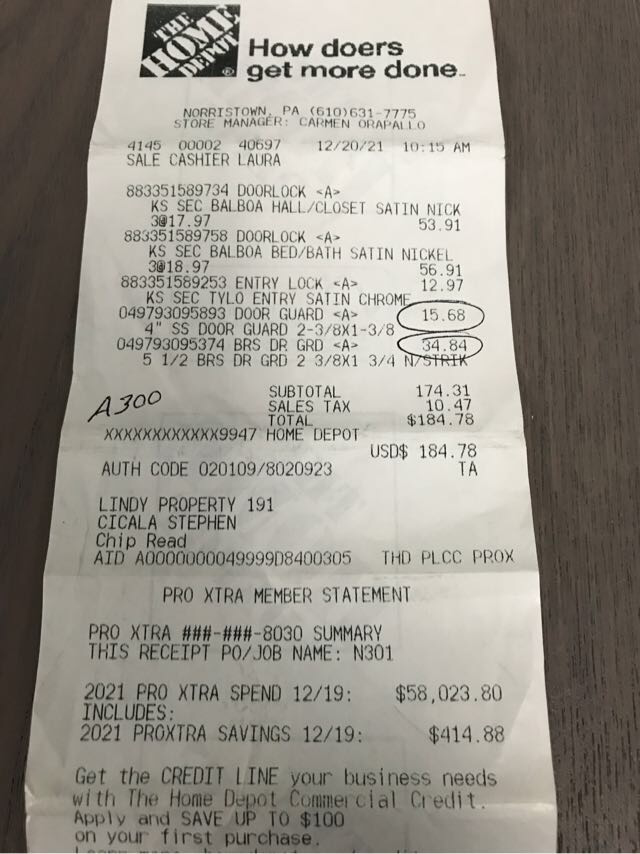 THE
HOME
DEPOT
®
How doers
get more done™
NORRISTOWN, PA (610)631-7775
STORE MANAGER: CARMEN ORAPALLO
4145 00002 40697 12/20/21 10:15 AM
SALE CASHIER LAURA
883351589734 DOORLOCK <A>
KS SEC BALBOA HALL/CLOSET SATIN NICK
3@17.97 53.91
883351589758 DOORLOCK <A>
KS SEC BALBOA BED/BATH SATIN NICKEL
3@18.97 56.91
883351589253 ENTRY LOCK <A> 12.97
KS SEC TYLO ENTRY SATIN CHROME
049793095893 DOOR GUARD <A> 15.68
4" SS DOOR GUARD 2-3/8X1-3/8
049793095374 BRS DR GRD <A> 34.84
5 1/2 BRS DR GRD 2 3/8X1 3/4 N/STRIK
SUBTOTAL 174.31
A300
SALES TAX 10.47
TOTAL $184.78
XXXXXXXXXXXX9947 HOME DEPOT
USD$ 184.78
AUTH CODE 020109/8020923 TA
LINDY PROPERTY 191
CICALA STEPHEN
Chip Read
AID A0000000049999D8400305 THD PLCC PROX
PRO XTRA MEMBER STATEMENT
PRO XTRA ###-###-8030 SUMMARY
THIS RECEIPT PO/JOB NAME: N301
2021 PRO XTRA SPEND 12/19: $58,023.80
INCLUDES:
2021 PROXTRA SAVINGS 12/19: $414.88
Get the CREDIT LINE your business needs
with The Home Depot Commercial Credit.
Apply and SAVE UP TO $100
on your first purchase.